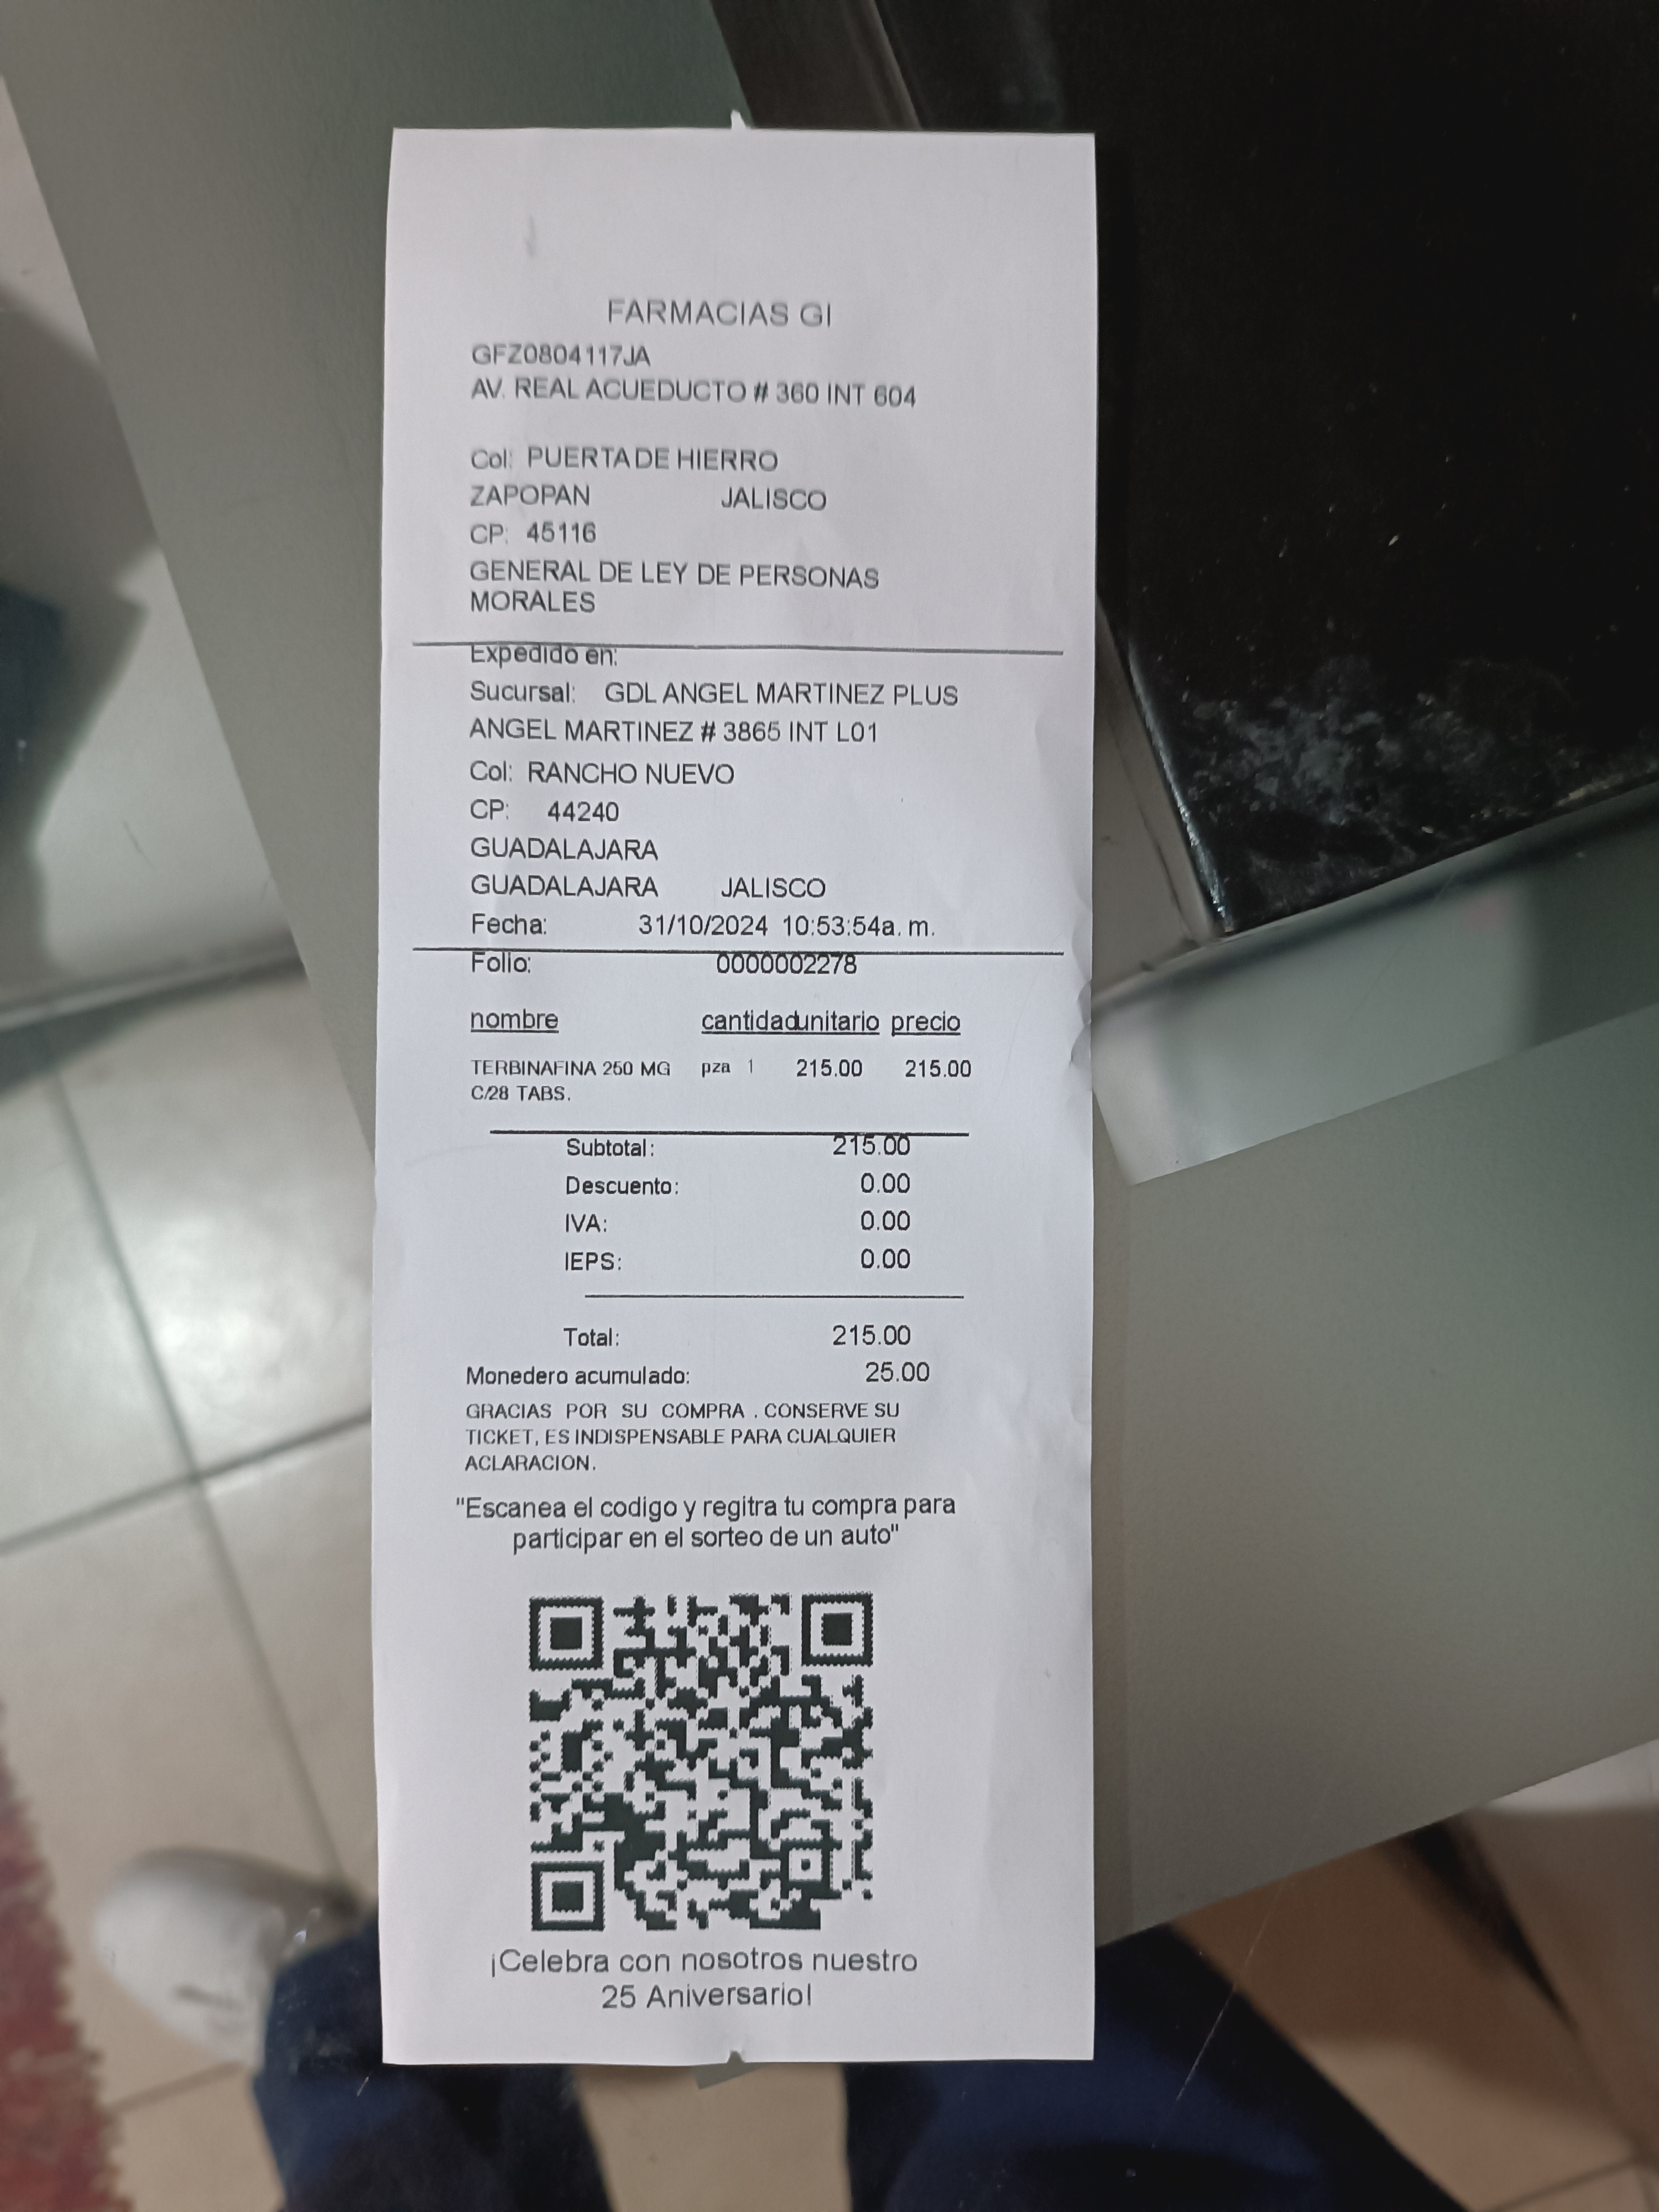 FARMACIAS GI
GFZ0804117JA
AV. REAL ACUEDUCTO # 360 INT 604
Col: PUERTA DE HIERRO
ZAPOPAN JALISCO
CP: 45116
GENERAL DE LEY DE PERSONAS
MORALES
Expedido en:
Sucursal: GDL ANGEL MARTINEZ PLUS
ANGEL MARTINEZ # 3865 INT L01
Col: RANCHO NUEVO
CP: 44240
GUADALAJARA
GUADALAJARA JALISCO
Fecha: 31/10/2024 10:53:54a. m.
Folio: 0000002278
nombre cantidad unitario precio
TERBINAFINA 250 MG pza 1 215.00 215.00
C/28 TABS.
Subtotal: 215.00
Descuento: 0.00
IVA: 0.00
IEPS: 0.00
Total: 215.00
Monedero acumulado: 25.00
GRACIAS POR SU COMPRA . CONSERVE SU
TICKET, ES INDISPENSABLE PARA CUALQUIER
ACLARACION.
"Escanea el codigo y regitra tu compra para
participar en el sorteo de un auto"
¡Celebra con nosotros nuestro
25 Aniversario!